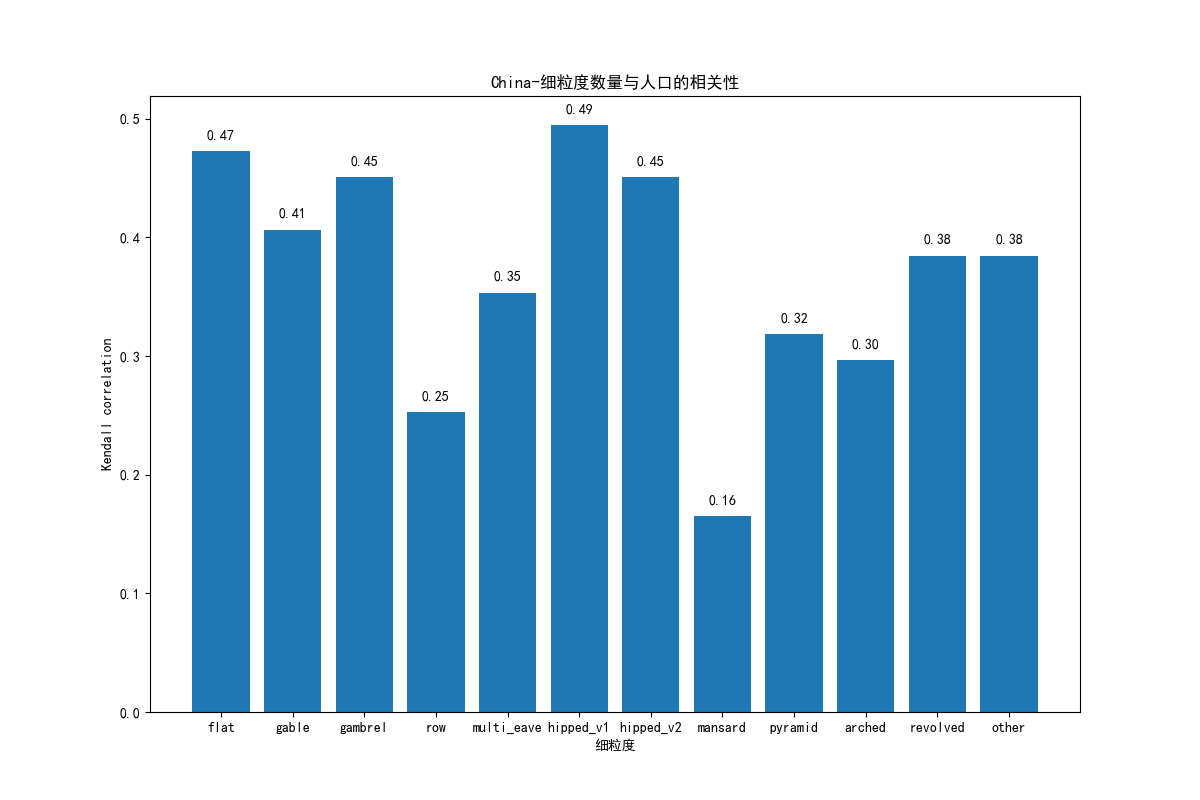 China-细粒度数量与人口的相关性
0.5
0.4
0.3
0.2
0.1
0.0
Kendall correlation
0.47
0.41
0.45
0.25
0.35
0.49
0.45
0.16
0.32
0.30
0.38
0.38
flat
gable
gambrel
row
multi_eave
hipped_v1
hipped_v2
mansard
pyramid
arched
revolved
other
细粒度